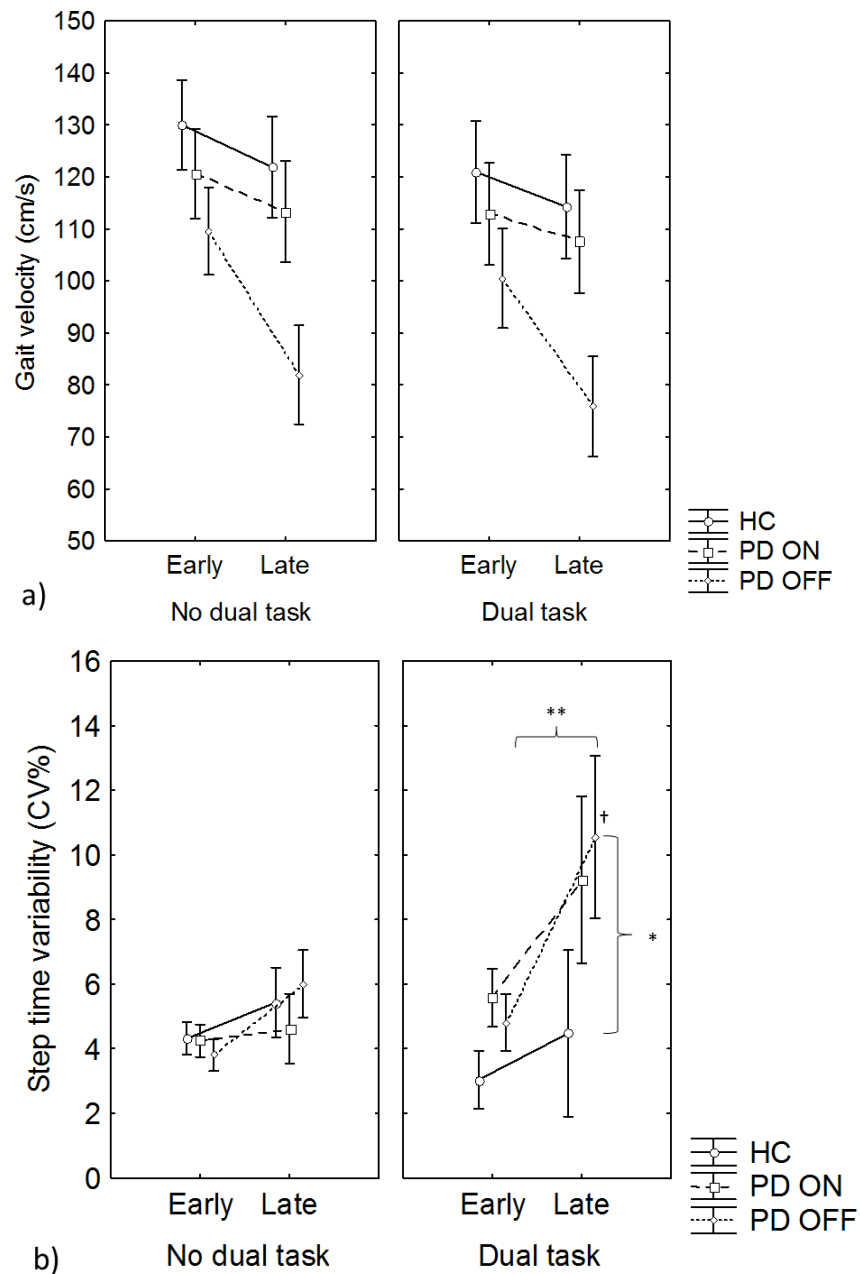 150
140
130
120
110
100
90
80
70
60
50
Gait velocity (cm/s)
Early Late Early Late
No dual task Dual task
HC
PD ON
PD OFF
a)
16
14
12
10
8
6
4
2
0
Step time variability (CV%)
**
†
*
Early Late Early Late
No dual task Dual task
HC
PD ON
PD OFF
b)